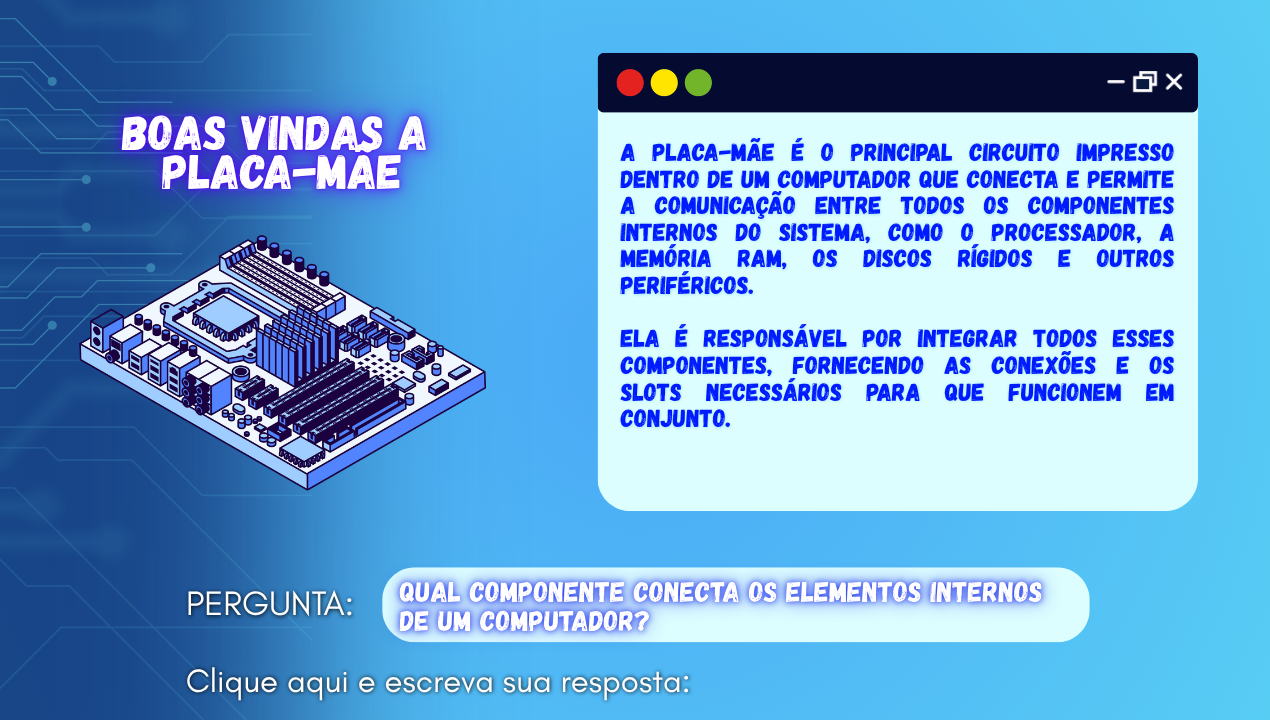 BOAS VINDAS A
PLACA-MÃE
A PLACA-MÃE É O PRINCIPAL CIRCUITO IMPRESSO
DENTRO DE UM COMPUTADOR QUE CONECTA E PERMITE
A COMUNICAÇÃO ENTRE TODOS OS COMPONENTES
INTERNOS DO SISTEMA, COMO O PROCESSADOR, A
MEMÓRIA RAM, OS DISCOS RÍGIDOS E OUTROS
PERIFÉRICOS.
ELA É RESPONSÁVEL POR INTEGRAR TODOS ESSES
COMPONENTES, FORNECENDO AS CONEXÕES E OS
SLOTS NECESSÁRIOS PARA QUE FUNCIONEM EM
CONJUNTO.
PERGUNTA:
QUAL COMPONENTE CONECTA OS ELEMENTOS INTERNOS
DE UM COMPUTADOR?
Clique aqui e escreva sua resposta: